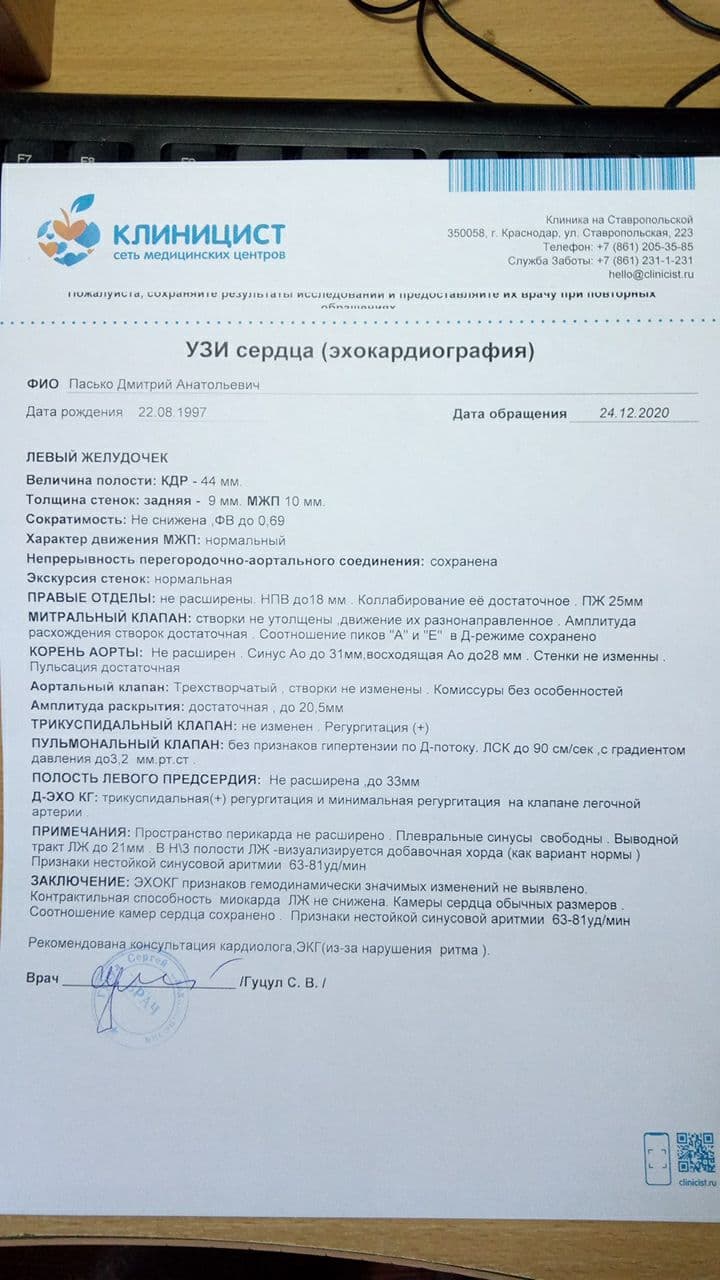 F7 F8
КЛИНИЦИСТ
сеть медицинских центров
Клиника на Ставропольской
350058, г. Краснодар, ул. Ставропольская, 223
Телефон: +7 (861) 205-35-85
Служба Заботы: +7 (861) 231-1-231
hello@clinicist.ru
Пожалуйста, сохраняйте результаты исследований и предоставляйте их врачу при повторных
обращениях
УЗИ сердца (эхокардиография)
ФИО Пасько Дмитрий Анатольевич
Дата рождения 22.08.1997 Дата обращения 24.12.2020
ЛЕВЫЙ ЖЕЛУДОЧЕК
Величина полости: КДР - 44 мм.
Толщина стенок: задняя - 9 мм. МЖП 10 мм.
Сократимость: Не снижена ,ФВ до 0,69
Характер движения МЖП: нормальный
Непрерывность перегородочно-аортального соединения: сохранена
Экскурсия стенок: нормальная
ПРАВЫЕ ОТДЕЛЫ: не расширены. НПВ до18 мм . Коллабирование её достаточное . ПЖ 25мм
МИТРАЛЬНЫЙ КЛАПАН: створки не утолщены ,движение их разнонаправленное . Амплитуда
расхождения створок достаточная . Соотношение пиков "А" и "Е" в Д-режиме сохранено
КОРЕНЬ АОРТЫ: Не расширен . Синус Ао до 31мм,восходящая Ао до28 мм . Стенки не изменны .
Пульсация достаточная
Аортальный клапан: Трехстворчатый , створки не изменены . Комиссуры без особенностей
Амплитуда раскрытия: достаточная , до 20,5мм
ТРИКУСПИДАЛЬНЫЙ КЛАПАН: не изменен . Регургитация (+)
ПУЛЬМОНАЛЬНЫЙ КЛАПАН: без признаков гипертензии по Д-потоку. ЛСК до 90 см/сек ,с градиентом
давления до3,2 мм.рт.ст .
ПОЛОСТЬ ЛЕВОГО ПРЕДСЕРДИЯ: Не расширена ,до 33мм
Д-ЭХО КГ: трикуспидальная(+) регургитация и минимальная регургитация на клапане легочной
артерии .
ПРИМЕЧАНИЯ: Пространство перикарда не расширено . Плевральные синусы свободны . Выводной
тракт ЛЖ до 21мм . В Н\3 полости ЛЖ -визуализируется добавочная хорда (как вариант нормы )
Признаки нестойкой синусовой аритмии 63-81уд/мин
ЗАКЛЮЧЕНИЕ: ЭХОКГ признаков гемодинамически значимых изменений не выявлено.
Контрактильная способность миокарда ЛЖ не снижена. Камеры сердца обычных размеров .
Соотношение камер сердца сохранено . Признаки нестойкой синусовой аритмии 63-81уд/мин
Рекомендована консультация кардиолога,ЭКГ(из-за нарушения ритма ).
Врач /Гуцул С. В. /
Сергей
ВРАЧ
clinicist.ru